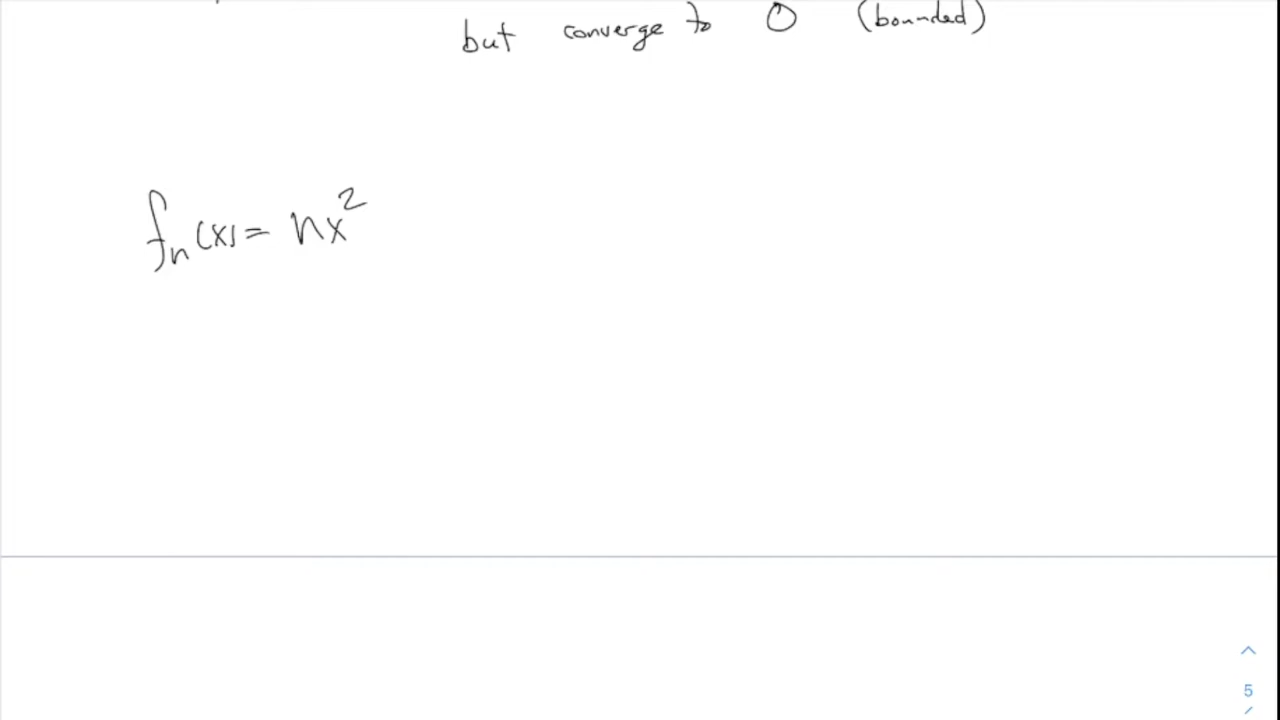 but converge to 0 (bounded)
fₙ(x) = nx²
5